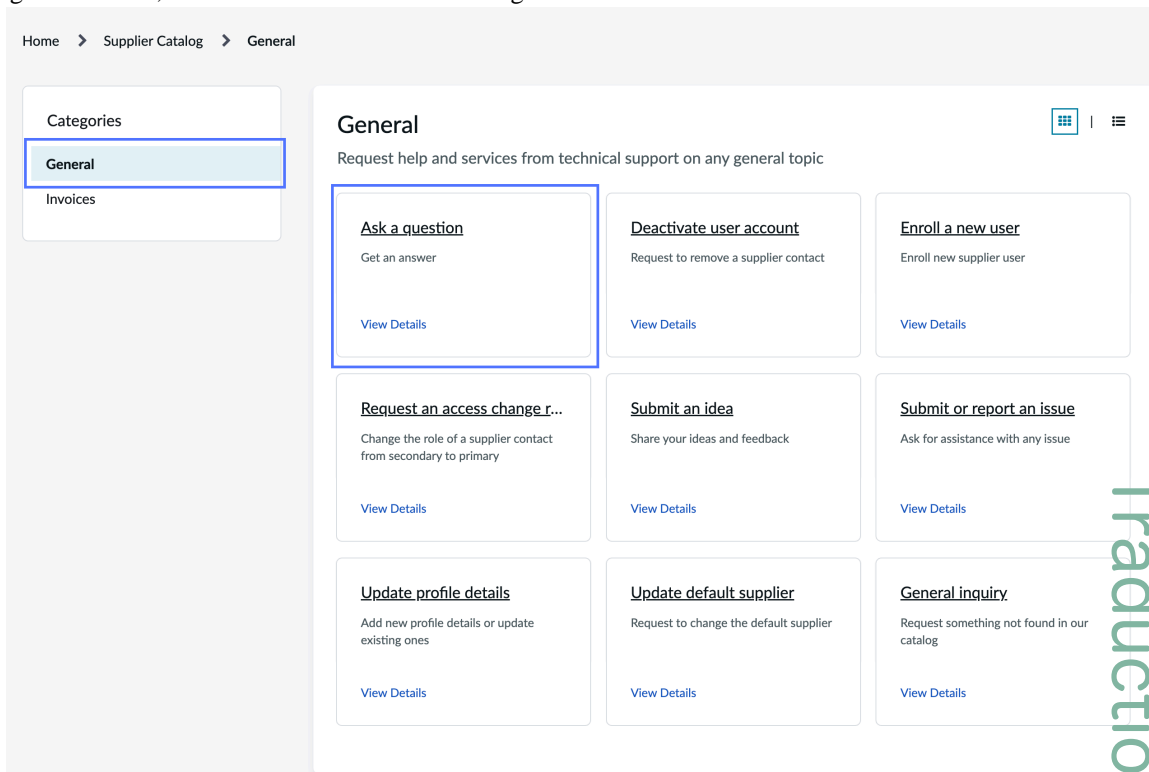 Home > Supplier Catalog > General
Categories
General
Invoices
General
Request help and services from technical support on any general topic
Ask a question
Get an answer
View Details
Deactivate user account
Request to remove a supplier contact
View Details
Enroll a new user
Enroll new supplier user
View Details
Request an access change r...
Change the role of a supplier contact
from secondary to primary
View Details
Submit an idea
Share your ideas and feedback
View Details
Submit or report an issue
Ask for assistance with any issue
View Details
Update profile details
Add new profile details or update
existing ones
View Details
Update default supplier
Request to change the default supplier
View Details
General inquiry
Request something not found in our
catalog
View Details
Traductio